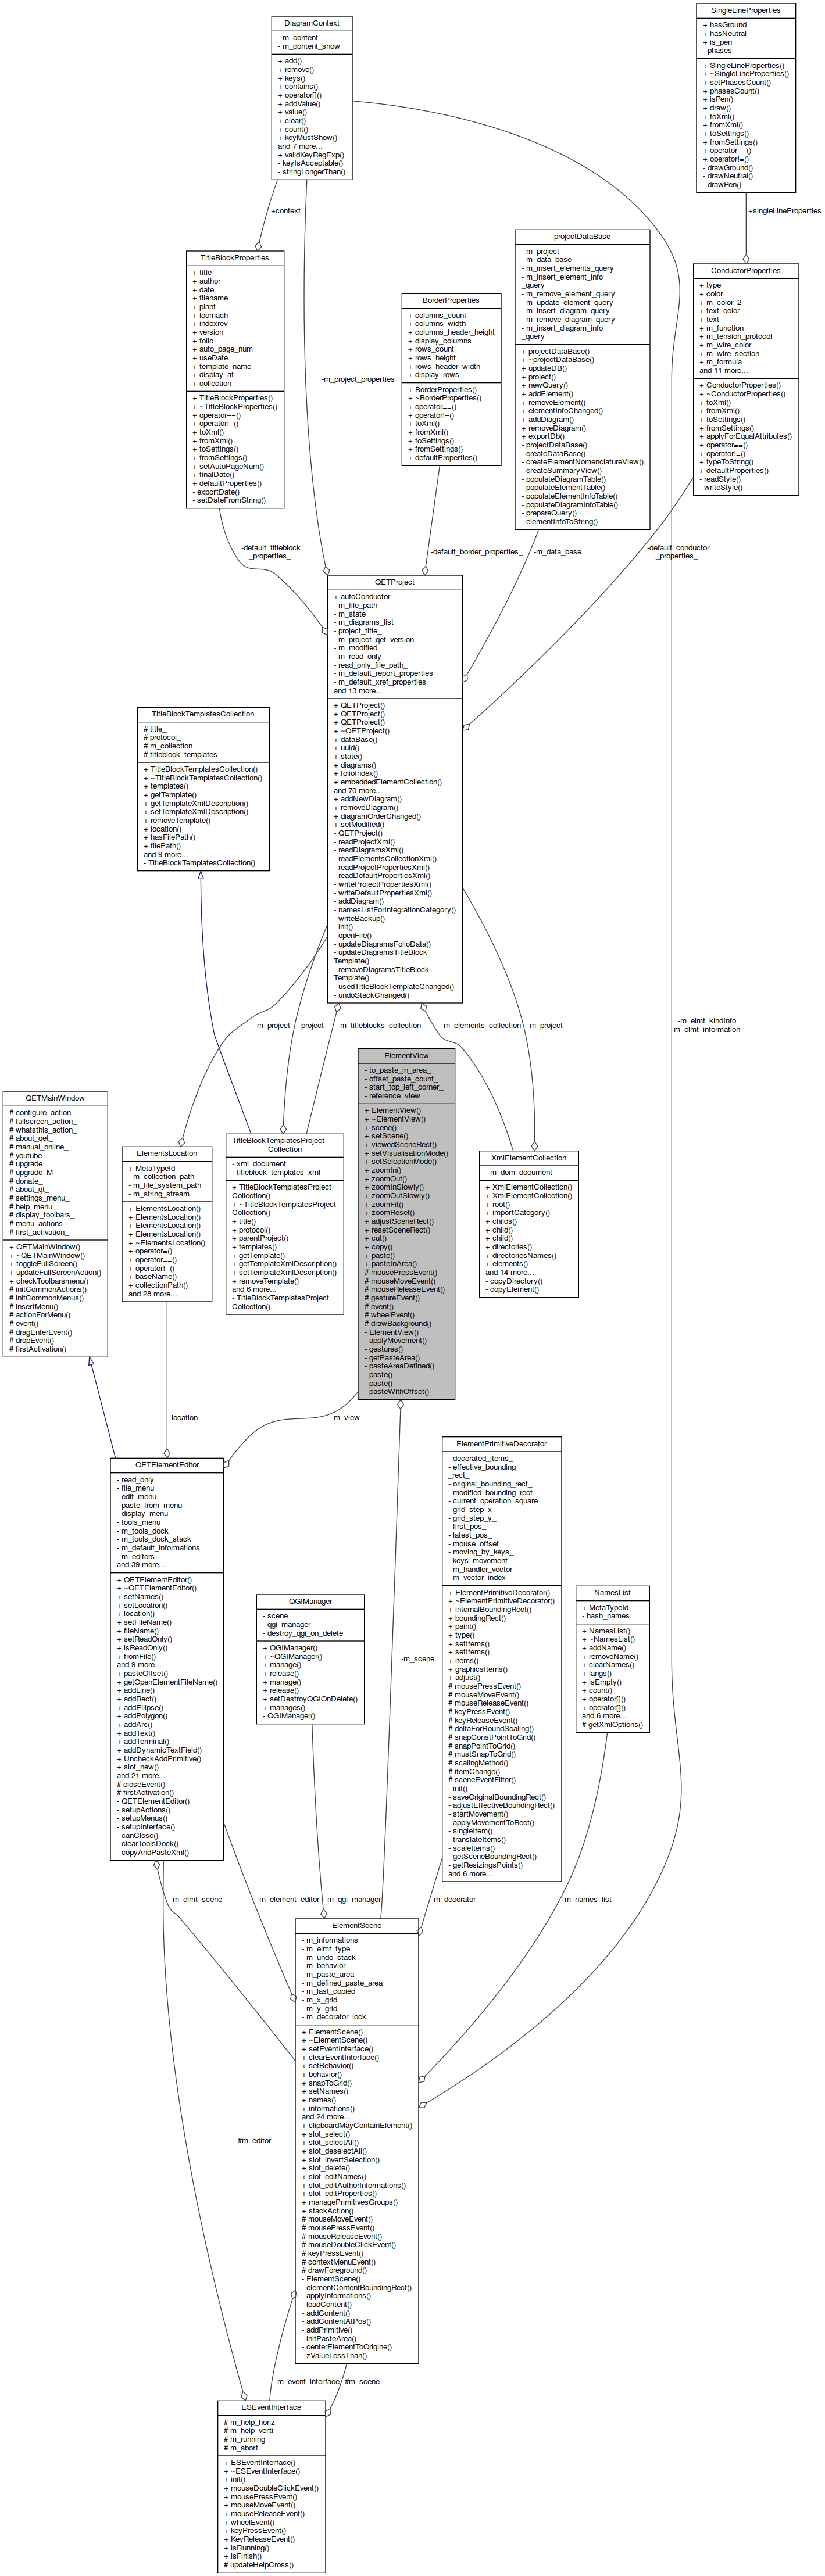 DiagramContext
- m_content
- m_content_show
+ add()
+ remove()
+ keys()
+ contains()
+ operator[]()
+ addValue()
+ value()
+ clear()
+ count()
+ keyMustShow()
and 7 more...
+ validKeyRegExp()
- keyIsAcceptable()
- stringLongerThan()
SingleLineProperties
+ hasGround
+ hasNeutral
+ is_pen
- phases
+ SingleLineProperties()
+ ~SingleLineProperties()
+ setPhasesCount()
+ phasesCount()
+ isPen()
+ draw()
+ toXml()
+ fromXml()
+ toSettings()
+ fromSettings()
+ operator==()
+ operator!=()
- drawGround()
- drawNeutral()
- drawPen()
+context
+singleLineProperties
TitleBlockProperties
+ title
+ author
+ date
+ filename
+ plant
+ locmach
+ indexrev
+ version
+ folio
+ auto_page_num
+ useDate
+ template_name
+ display_at
+ collection
+ TitleBlockProperties()
+ ~TitleBlockProperties()
+ operator==()
+ operator!=()
+ toXml()
+ fromXml()
+ toSettings()
+ fromSettings()
+ setAutoPageNum()
+ finalDate()
+ defaultProperties()
- exportDate()
- setDateFromString()
-m_project_properties
BorderProperties
+ columns_count
+ columns_width
+ columns_header_height
+ display_columns
+ rows_count
+ rows_height
+ rows_header_width
+ display_rows
+ BorderProperties()
+ ~BorderProperties()
+ operator==()
+ operator!=()
+ toXml()
+ fromXml()
+ toSettings()
+ fromSettings()
+ defaultProperties()
projectDataBase
- m_project
- m_data_base
- m_insert_elements_query
- m_insert_element_info
_query
- m_remove_element_query
- m_update_element_query
- m_insert_diagram_query
- m_remove_diagram_query
- m_insert_diagram_info
_query
+ projectDataBase()
+ ~projectDataBase()
+ updateDB()
+ project()
+ newQuery()
+ addElement()
+ removeElement()
+ elementInfoChanged()
+ addDiagram()
+ removeDiagram()
+ exportDb()
- projectDataBase()
- createDataBase()
- createElementNomenclatureView()
- createSummaryView()
- populateDiagramTable()
- populateElementTable()
- populateElementInfoTable()
- populateDiagramInfoTable()
- prepareQuery()
- elementInfoToString()
ConductorProperties
+ type
+ color
+ m_color_2
+ text_color
+ text
+ m_function
+ m_tension_protocol
+ m_wire_color
+ m_wire_section
+ m_formula
and 11 more...
+ ConductorProperties()
+ ~ConductorProperties()
+ toXml()
+ fromXml()
+ toSettings()
+ fromSettings()
+ applyForEqualAttributes()
+ operator==()
+ operator!=()
+ typeToString()
+ defaultProperties()
- readStyle()
- writeStyle()
-default_titleblock
_properties_
-default_border_properties_
-m_data_base
-default_conductor
_properties_
QETProject
+ autoConductor
- m_file_path
- m_state
- m_diagrams_list
- project_title_
- m_project_qet_version
- m_modified
- m_read_only
- read_only_file_path_
- m_default_report_properties
- m_default_xref_properties
and 13 more...
+ QETProject()
+ QETProject()
+ QETProject()
+ ~QETProject()
+ dataBase()
+ uuid()
+ state()
+ diagrams()
+ folioIndex()
+ embeddedElementCollection()
and 70 more...
+ addNewDiagram()
+ removeDiagram()
+ diagramOrderChanged()
+ setModified()
- QETProject()
- readProjectXml()
- readDiagramsXml()
- readElementsCollectionXml()
- readProjectPropertiesXml()
- readDefaultPropertiesXml()
- writeProjectPropertiesXml()
- writeDefaultPropertiesXml()
- addDiagram()
- namesListForIntegrationCategory()
- writeBackup()
- init()
- openFile()
- updateDiagramsFolioData()
- updateDiagramsTitleBlock
Template()
- removeDiagramsTitleBlock
Template()
- usedTitleBlockTemplateChanged()
- undoStackChanged()
TitleBlockTemplatesCollection
# title_
# protocol_
# m_collection
# titleblock_templates_
+ TitleBlockTemplatesCollection()
+ ~TitleBlockTemplatesCollection()
+ templates()
+ getTemplate()
+ getTemplateXmlDescription()
+ setTemplateXmlDescription()
+ removeTemplate()
+ location()
+ hasFilePath()
+ filePath()
and 9 more...
- TitleBlockTemplatesCollection()
-m_project
-project_
-m_titleblocks_collection
-m_elements_collection
-m_project
-m_elmt_kindInfo
-m_elmt_information
QETMainWindow
# configure_action_
# fullscreen_action_
# whatsthis_action_
# about_qet_
# manual_online_
# youtube_
# upgrade_
# upgrade_M
# donate_
# about_qt_
# settings_menu_
# help_menu_
# display_toolbars_
# menu_actions_
# first_activation_
+ QETMainWindow()
+ ~QETMainWindow()
+ toggleFullScreen()
+ updateFullScreenAction()
+ checkToolbarsmenu()
# initCommonActions()
# initCommonMenus()
# insertMenu()
# actionForMenu()
# event()
# dragEnterEvent()
# dropEvent()
# firstActivation()
ElementsLocation
+ MetaTypeId
- m_collection_path
- m_file_system_path
- m_string_stream
+ ElementsLocation()
+ ElementsLocation()
+ ElementsLocation()
+ ElementsLocation()
+ ~ElementsLocation()
+ operator=()
+ operator==()
+ operator!=()
+ baseName()
+ collectionPath()
and 28 more...
TitleBlockTemplatesProject
Collection
- xml_document_
- titleblock_templates_xml_
+ TitleBlockTemplatesProject
Collection()
+ ~TitleBlockTemplatesProject
Collection()
+ title()
+ protocol()
+ parentProject()
+ templates()
+ getTemplate()
+ getTemplateXmlDescription()
+ setTemplateXmlDescription()
+ removeTemplate()
and 6 more...
- TitleBlockTemplatesProject
Collection()
ElementView
- to_paste_in_area_
- offset_paste_count_
- start_top_left_corner_
- reference_view_
+ ElementView()
+ ~ElementView()
+ scene()
+ setScene()
+ viewedSceneRect()
+ setVisualisationMode()
+ setSelectionMode()
+ zoomIn()
+ zoomOut()
+ zoomInSlowly()
+ zoomOutSlowly()
+ zoomFit()
+ zoomReset()
+ adjustSceneRect()
+ resetSceneRect()
+ cut()
+ copy()
+ paste()
+ pasteInArea()
# mousePressEvent()
# mouseMoveEvent()
# mouseReleaseEvent()
# gestureEvent()
# event()
# wheelEvent()
# drawBackground()
- ElementView()
- applyMovement()
- gestures()
- getPasteArea()
- pasteAreaDefined()
- paste()
- paste()
- pasteWithOffset()
XmlElementCollection
- m_dom_document
+ XmlElementCollection()
+ XmlElementCollection()
+ root()
+ importCategory()
+ childs()
+ child()
+ child()
+ directories()
+ directoriesNames()
+ elements()
and 14 more...
- copyDirectory()
- copyElement()
-location_
-m_view
QETElementEditor
- read_only
- file_menu
- edit_menu
- paste_from_menu
- display_menu
- tools_menu
- m_tools_dock
- m_tools_dock_stack
- m_default_informations
- m_editors
and 39 more...
+ QETElementEditor()
+ ~QETElementEditor()
+ setNames()
+ setLocation()
+ location()
+ setFileName()
+ fileName()
+ setReadOnly()
+ isReadOnly()
+ fromFile()
and 9 more...
+ pasteOffset()
+ getOpenElementFileName()
+ addLine()
+ addRect()
+ addEllipse()
+ addPolygon()
+ addArc()
+ addText()
+ addTerminal()
+ addDynamicTextField()
+ UncheckAddPrimitive()
+ slot_new()
and 21 more...
# closeEvent()
# firstActivation()
- QETElementEditor()
- setupActions()
- setupMenus()
- setupInterface()
- canClose()
- clearToolsDock()
- copyAndPasteXml()
QGIManager
- scene
- qgi_manager
- destroy_qgi_on_delete
+ QGIManager()
+ ~QGIManager()
+ manage()
+ release()
+ manage()
+ release()
+ setDestroyQGIOnDelete()
+ manages()
- QGIManager()
-m_scene
ElementPrimitiveDecorator
- decorated_items_
- effective_bounding
_rect_
- original_bounding_rect_
- modified_bounding_rect_
- current_operation_square_
- grid_step_x_
- grid_step_y_
- first_pos_
- latest_pos_
- mouse_offset_
- moving_by_keys_
- keys_movement_
- m_handler_vector
- m_vector_index
+ ElementPrimitiveDecorator()
+ ~ElementPrimitiveDecorator()
+ internalBoundingRect()
+ boundingRect()
+ paint()
+ type()
+ setItems()
+ setItems()
+ items()
+ graphicsItems()
+ adjust()
# mousePressEvent()
# mouseMoveEvent()
# mouseReleaseEvent()
# keyPressEvent()
# keyReleaseEvent()
# deltaForRoundScaling()
# snapConstPointToGrid()
# snapPointToGrid()
# mustSnapToGrid()
# scalingMethod()
# itemChange()
# sceneEventFilter()
- init()
- saveOriginalBoundingRect()
- adjustEffectiveBoundingRect()
- startMovement()
- applyMovementToRect()
- singleItem()
- translateItems()
- scaleItems()
- getSceneBoundingRect()
- getResizingsPoints()
and 6 more...
NamesList
+ MetaTypeId
- hash_names
+ NamesList()
+ ~NamesList()
+ addName()
+ removeName()
+ clearNames()
+ langs()
+ isEmpty()
+ count()
+ operator[]()
+ operator[]()
and 6 more...
# getXmlOptions()
-m_elmt_scene
-m_element_editor
-m_qgi_manager
-m_decorator
-m_names_list
ElementScene
- m_informations
- m_elmt_type
- m_undo_stack
- m_behavior
- m_paste_area
- m_defined_paste_area
- m_last_copied
- m_x_grid
- m_y_grid
- m_decorator_lock
+ ElementScene()
+ ~ElementScene()
+ setEventInterface()
+ clearEventInterface()
+ setBehavior()
+ behavior()
+ snapToGrid()
+ setNames()
+ names()
+ informations()
and 24 more...
+ clipboardMayContainElement()
+ slot_select()
+ slot_selectAll()
+ slot_deselectAll()
+ slot_invertSelection()
+ slot_delete()
+ slot_editNames()
+ slot_editAuthorInformations()
+ slot_editProperties()
+ managePrimitivesGroups()
+ stackAction()
# mouseMoveEvent()
# mousePressEvent()
# mouseReleaseEvent()
# mouseDoubleClickEvent()
# keyPressEvent()
# contextMenuEvent()
# drawForeground()
- ElementScene()
- elementContentBoundingRect()
- applyInformations()
- loadContent()
- addContent()
- addContentAtPos()
- addPrimitive()
- initPasteArea()
- centerElementToOrigine()
- zValueLessThan()
#m_editor
-m_event_interface
#m_scene
ESEventInterface
# m_help_horiz
# m_help_verti
# m_running
# m_abort
+ ESEventInterface()
+ ~ESEventInterface()
+ init()
+ mouseDoubleClickEvent()
+ mousePressEvent()
+ mouseMoveEvent()
+ mouseReleaseEvent()
+ wheelEvent()
+ keyPressEvent()
+ KeyReleaseEvent()
+ isRunning()
+ isFinish()
# updateHelpCross()